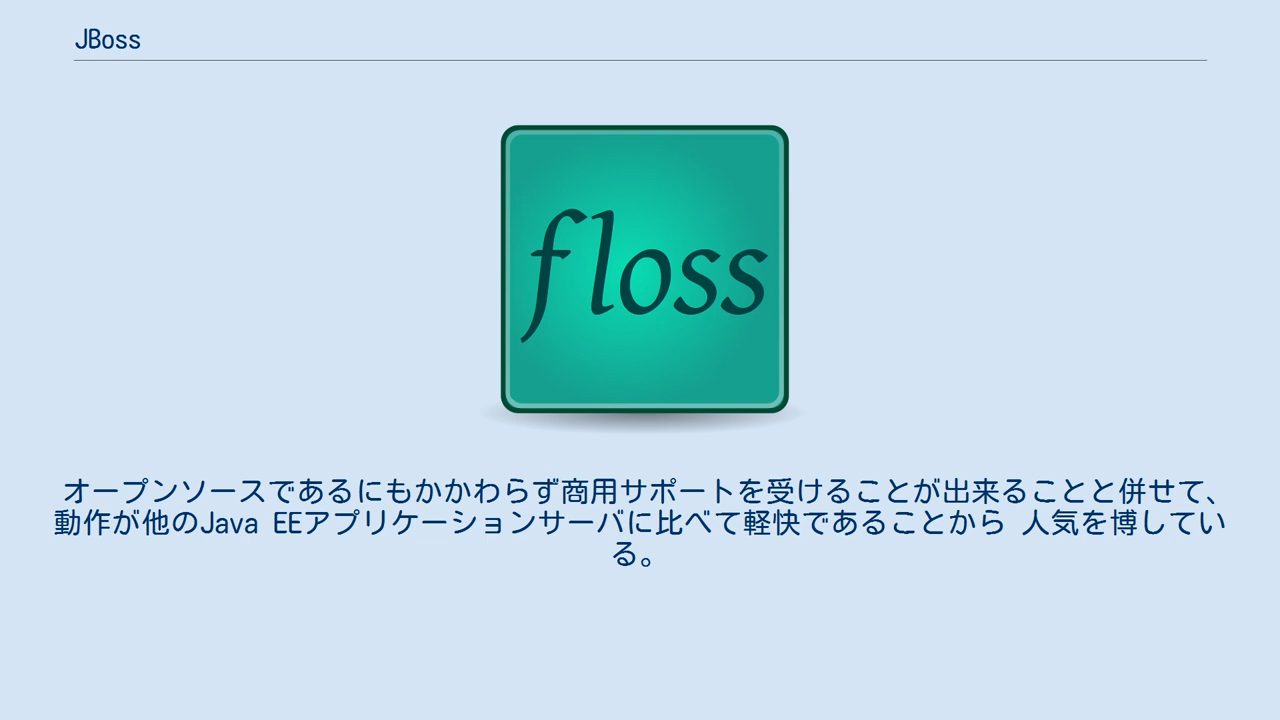 JBoss
floss
オープンソースであるにもかかわらず商用サポートを受けることが出来ることと併せて、
動作が他のJava EEアプリケーションサーバに比べて軽快であることから 人気を博してい
る。